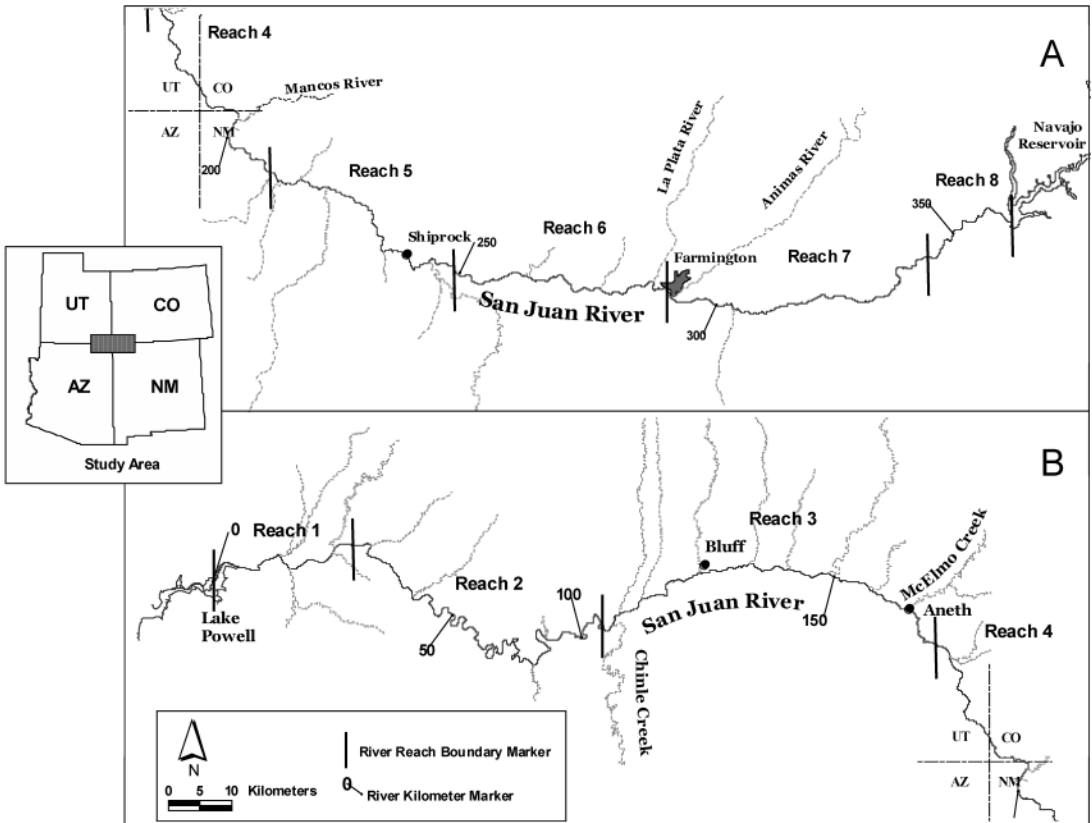 A
Reach 4
UT
CO
AZ
NM
Mancos River
200
Reach 5
Shiprock
250
Reach 6
San Juan River
La Plata River
Animas River
Farmington
300
Reach 7
350
Reach 8
Navajo
Reservoir
UT
CO
AZ
NM
Study Area
B
0
Reach 1
Lake
Powell
Reach 2
50
100
Chinle Creek
Bluff
Reach 3
San Juan River
150
McElmo Creek
Aneth
Reach 4
UT
CO
AZ
NM
N
0 5 10 Kilometers
River Reach Boundary Marker
0
River Kilometer Marker